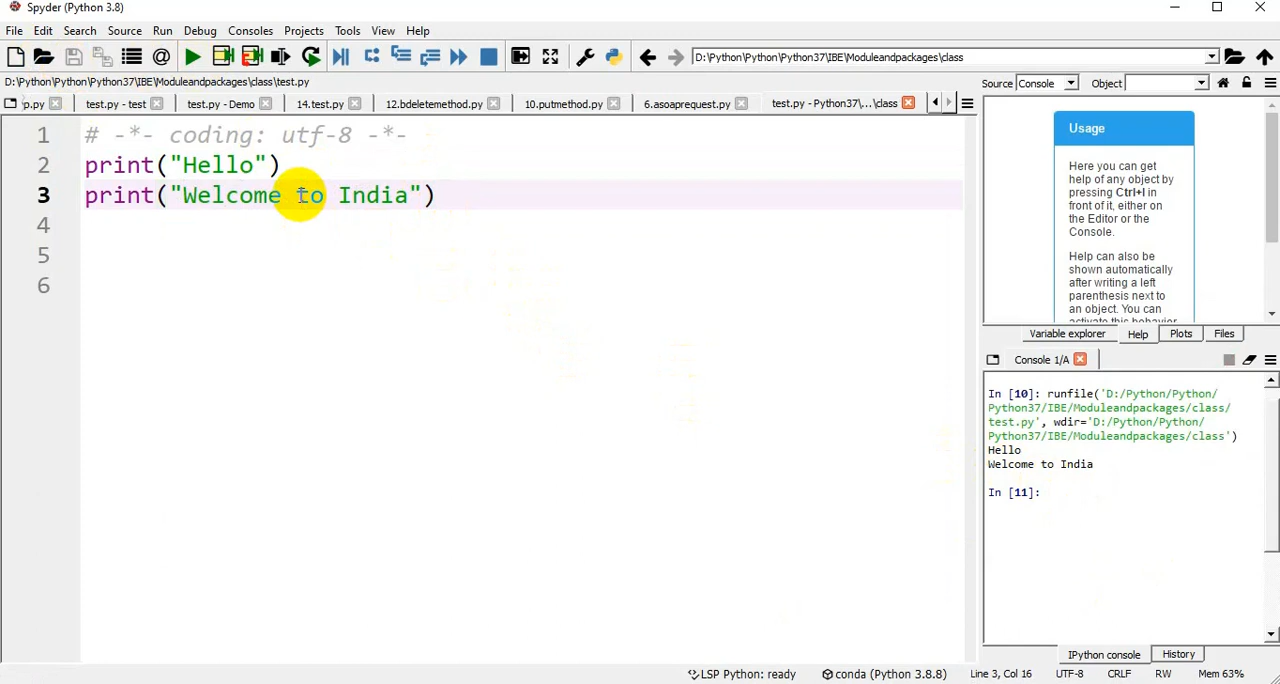 Spyder (Python 3.8)
File Edit Search Source Run Debug Consoles Projects Tools View Help
D:\Python\Python\Python37\IBE\Moduleandpackages\class
D:\Python\Python\Python37\IBE\Moduleandpackages\class\test.py
p.py test.py - test test.py - Demo 14.test.py 12.bdeletemethod.py 10.putmethod.py 6.asoaprequest.py test.py - Python37\...\class
Source Console Object
1 # -*- coding: utf-8 -*-
2 print("Hello")
3 print("Welcome to India")
4
5
6
Usage
Here you can get
help of any object by
pressing Ctrl+I in
front of it, either on
the Editor or the
Console.
Help can also be
shown automatically
after writing a left
parenthesis next to
an object. You can
activate this behavior
Variable explorer Help Plots Files
Console 1/A
In [10]: runfile('D:/Python/Python/
Python37/IBE/Moduleandpackages/class/
test.py', wdir='D:/Python/Python/
Python37/IBE/Moduleandpackages/class')
Hello
Welcome to India
In [11]:
IPython console History
LSP Python: ready conda (Python 3.8.8) Line 3, Col 16 UTF-8 CRLF RW Mem 63%